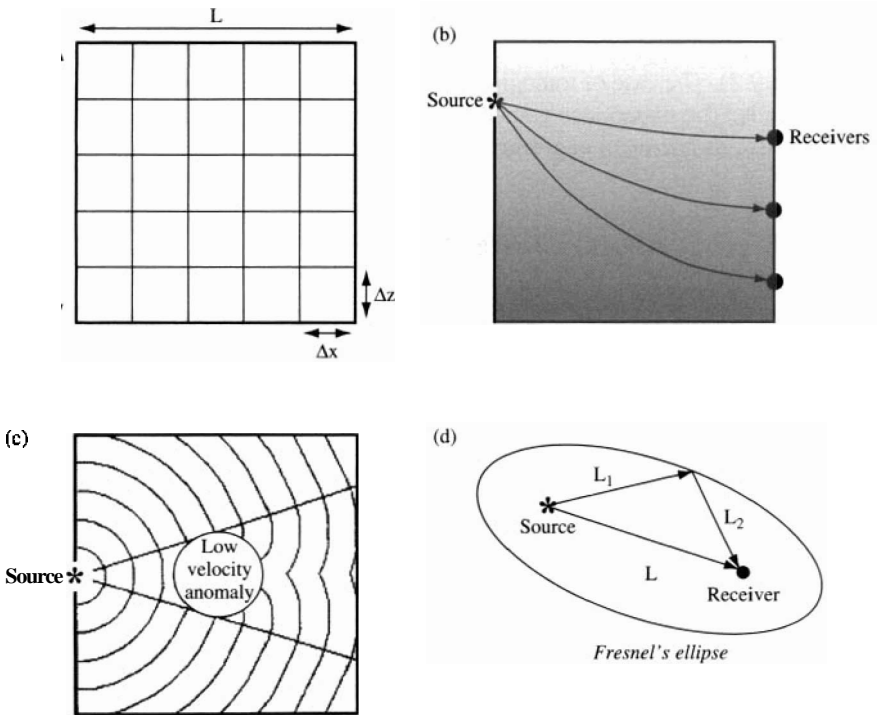 L
Δz
Δx
(b)
Source
Receivers
(c)
Source
Low
velocity
anomaly
(d)
L₁
L₂
Source
L
Receiver
Fresnel's ellipse